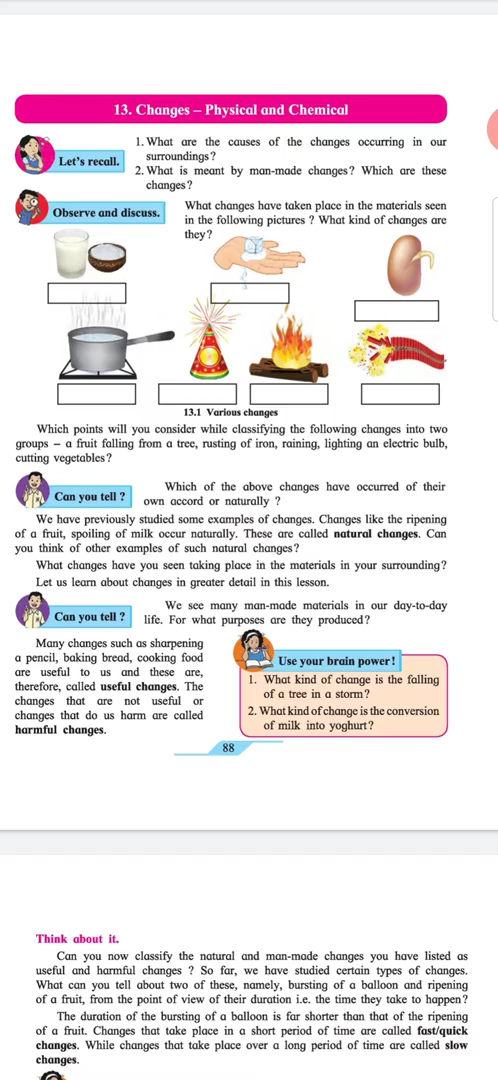 13. Changes – Physical and Chemical
Let's recall.
1. What are the causes of the changes occurring in our
surroundings?
2. What is meant by man-made changes? Which are these
changes?
Observe and discuss.
What changes have taken place in the materials seen
in the following pictures ? What kind of changes are
they?
13.1 Various changes
Which points will you consider while classifying the following changes into two
groups – a fruit falling from a tree, rusting of iron, raining, lighting an electric bulb,
cutting vegetables?
Can you tell ?
Which of the above changes have occurred of their
own accord or naturally ?
We have previously studied some examples of changes. Changes like the ripening
of a fruit, spoiling of milk occur naturally. These are called natural changes. Can
you think of other examples of such natural changes?
What changes have you seen taking place in the materials in your surrounding?
Let us learn about changes in greater detail in this lesson.
Can you tell ?
We see many man-made materials in our day-to-day
life. For what purposes are they produced?
Many changes such as sharpening
a pencil, baking bread, cooking food
are useful to us and these are,
therefore, called useful changes. The
changes that are not useful or
changes that do us harm are called
harmful changes.
Use your brain power!
1. What kind of change is the falling
of a tree in a storm?
2. What kind of change is the conversion
of milk into yoghurt?
88
Think about it.
Can you now classify the natural and man-made changes you have listed as
useful and harmful changes ? So far, we have studied certain types of changes.
What can you tell about two of these, namely, bursting of a balloon and ripening
of a fruit, from the point of view of their duration i.e. the time they take to happen?
The duration of the bursting of a balloon is far shorter than that of the ripening
of a fruit. Changes that take place in a short period of time are called fast/quick
changes. While changes that take place over a long period of time are called slow
changes.